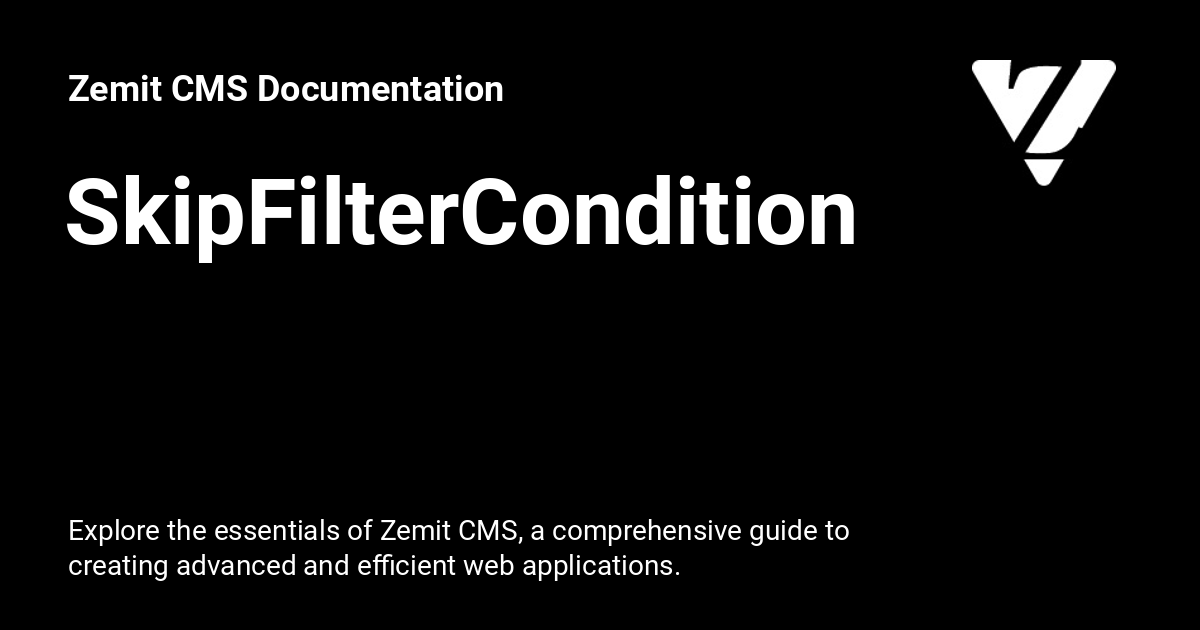 Zemit CMS Documentation
SkipFilterCondition
Explore the essentials of Zemit CMS, a comprehensive guide to
creating advanced and efficient web applications.